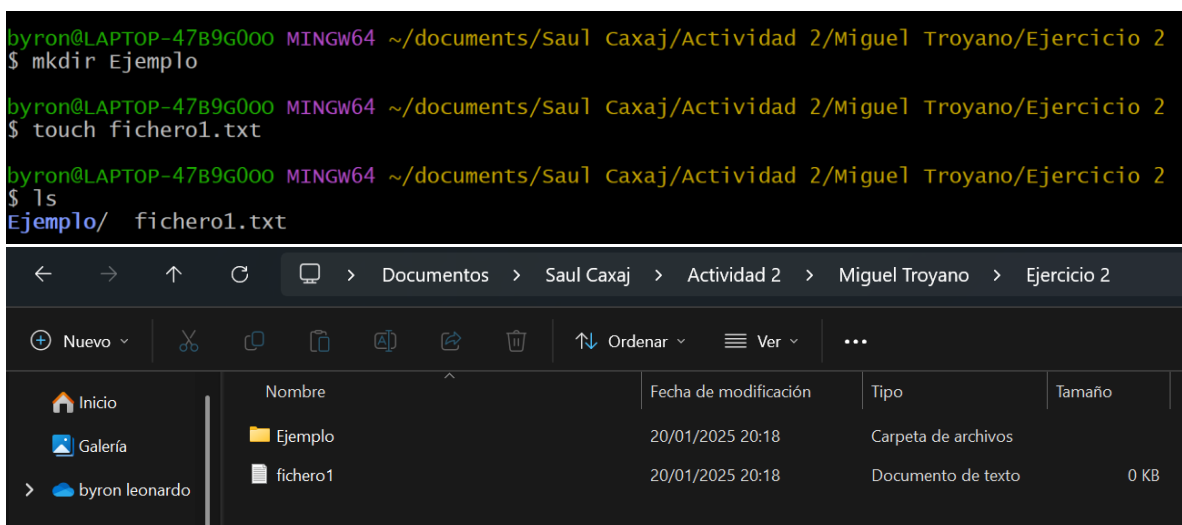 byron@LAPTOP-47B9G0OO MINGW64 ~/documents/Saul Caxaj/Actividad 2/Miguel Troyano/Ejercicio 2
$ mkdir Ejemplo
byron@LAPTOP-47B9G0OO MINGW64 ~/documents/Saul Caxaj/Actividad 2/Miguel Troyano/Ejercicio 2
$ touch fichero1.txt
byron@LAPTOP-47B9G0OO MINGW64 ~/documents/Saul Caxaj/Actividad 2/Miguel Troyano/Ejercicio 2
$ ls
Ejemplo/  fichero1.txt
Documentos > Saul Caxaj > Actividad 2 > Miguel Troyano > Ejercicio 2
Nuevo Ordenar Ver ...
Nombre Fecha de modificación Tipo Tamaño
Inicio
Ejemplo 20/01/2025 20:18 Carpeta de archivos
Galería
fichero1 20/01/2025 20:18 Documento de texto 0 KB
byron leonardo